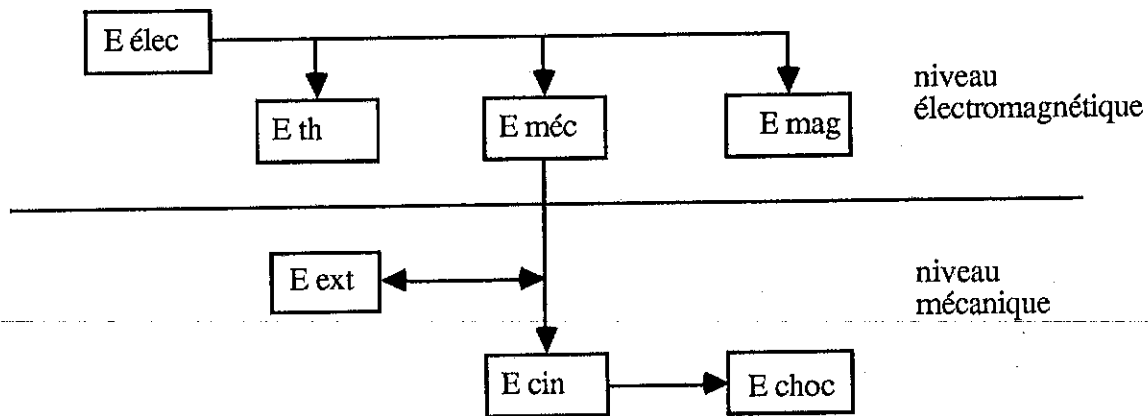 E élec
niveau
électromagnétique
E th
E méc
E mag
E ext
niveau
mécanique
E cin
E choc